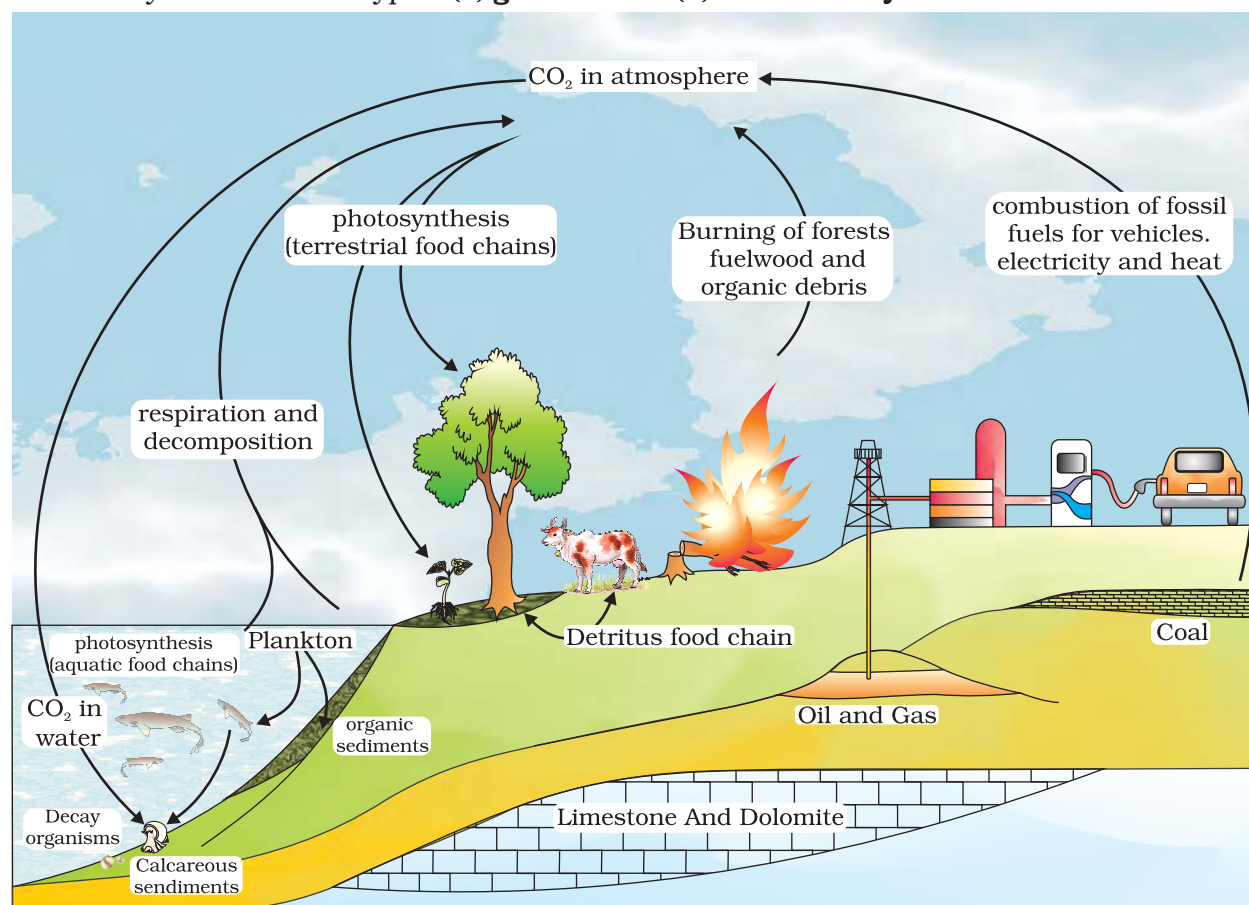 CO₂ in atmosphere
photosynthesis
(terrestrial food chains)
Burning of forests
fuelwood and
organic debris
combustion of fossil
fuels for vehicles.
electricity and heat
respiration and
decomposition
photosynthesis
(aquatic food chains)
Plankton
Detritus food chain
Coal
CO₂ in
water
organic
sediments
Oil and Gas
Decay
organisms
Calcareous
sendiments
Limestone And Dolomite